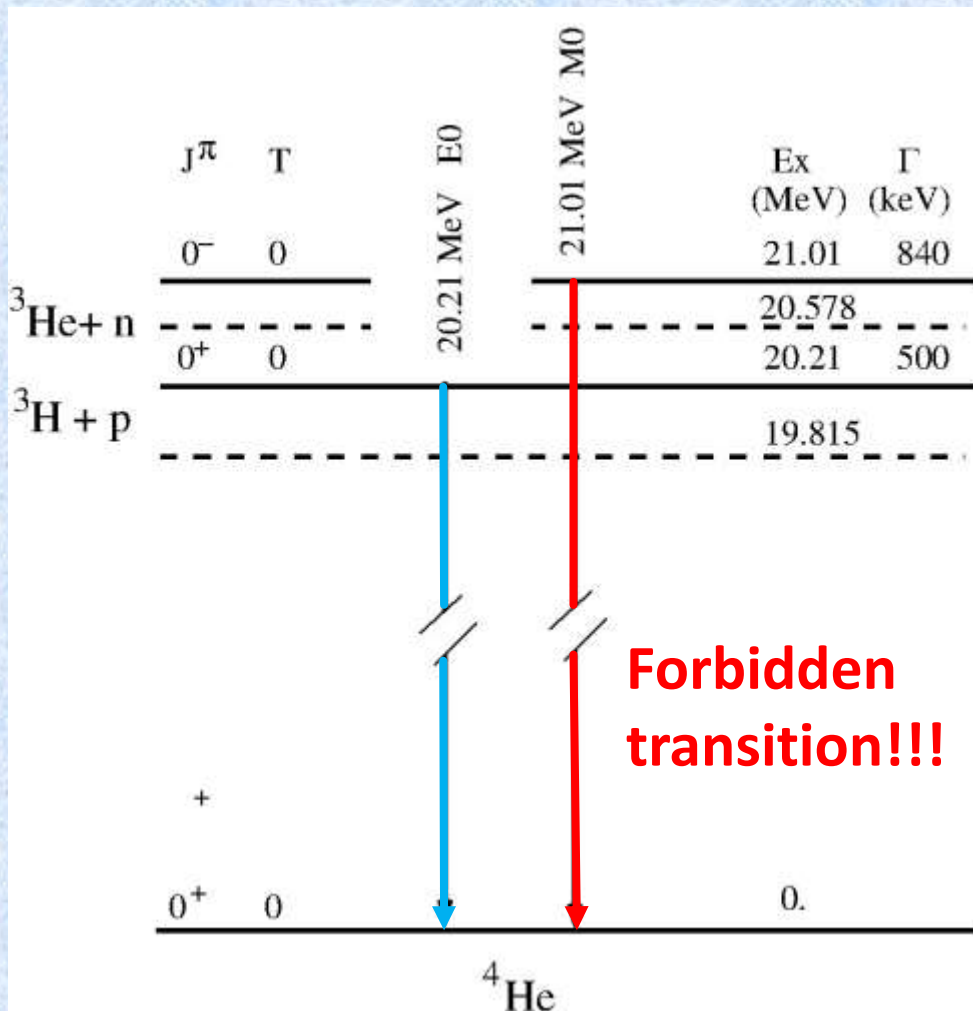 20.21 MeV E0
21.01 MeV M0
J^π T Ex Γ
(MeV) (keV)
0⁻ 0 21.01 840
³He+ n 20.578
0⁺ 0 20.21 500
³H + p 19.815
Forbidden
transition!!!
+
0⁺ 0 0.
⁴He